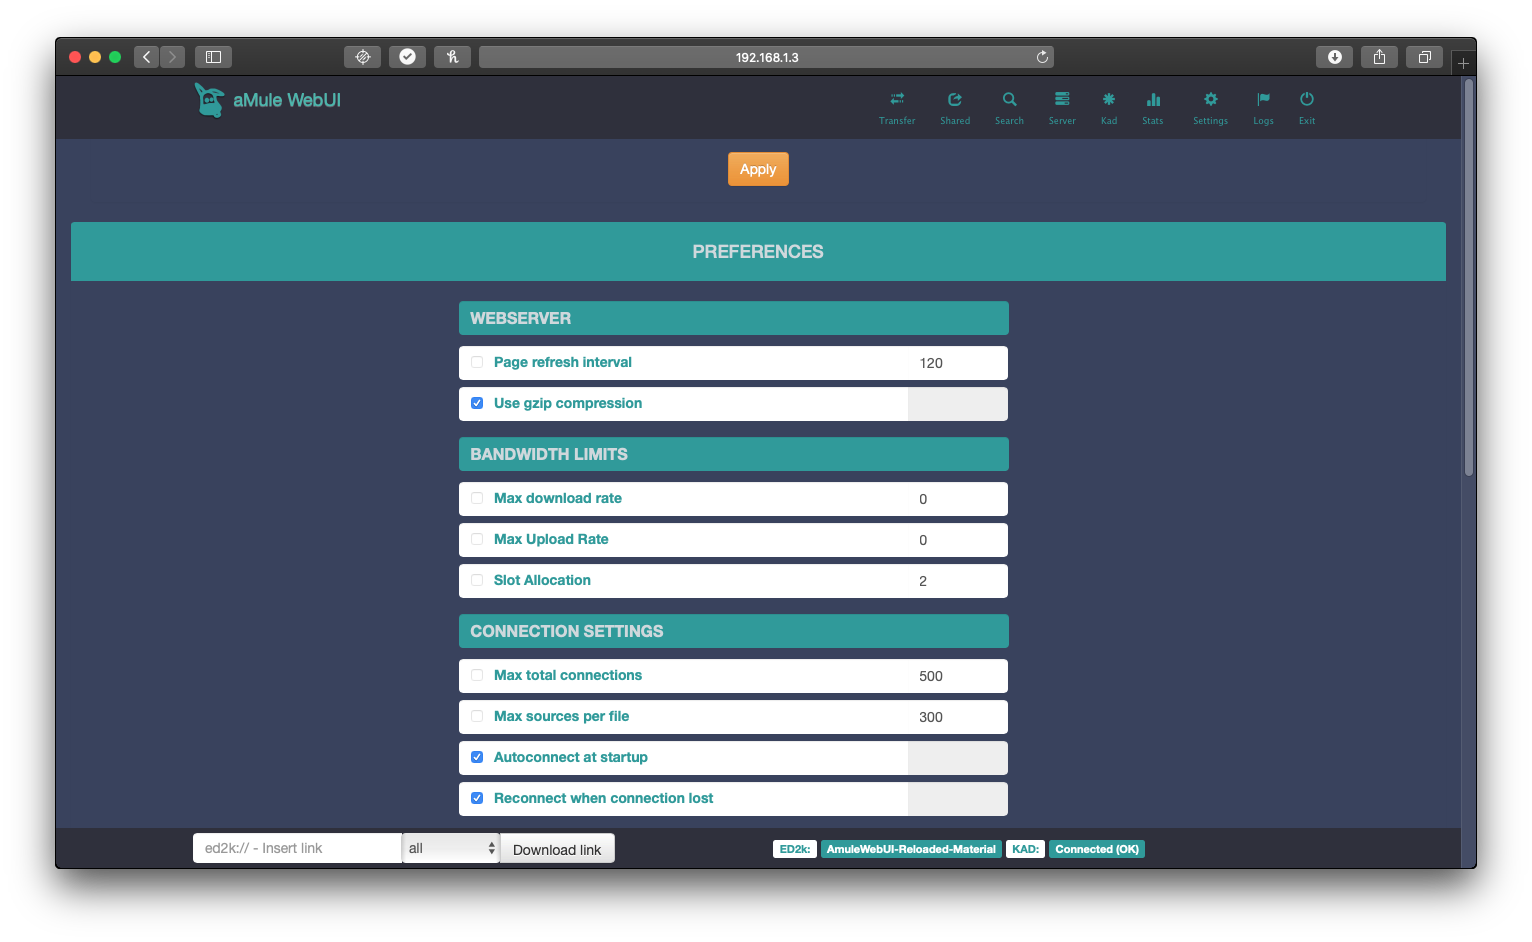 192.168.1.3
aMule WebUI
Transfer Shared Search Server Kad Stats Settings Logs Exit
Apply
PREFERENCES
WEBSERVER
Page refresh interval 120
Use gzip compression
BANDWIDTH LIMITS
Max download rate 0
Max Upload Rate 0
Slot Allocation 2
CONNECTION SETTINGS
Max total connections 500
Max sources per file 300
Autoconnect at startup
Reconnect when connection lost
ed2k:// - Insert link all Download link ED2k: AmuleWebUI-Reloaded-Material KAD: Connected (OK)